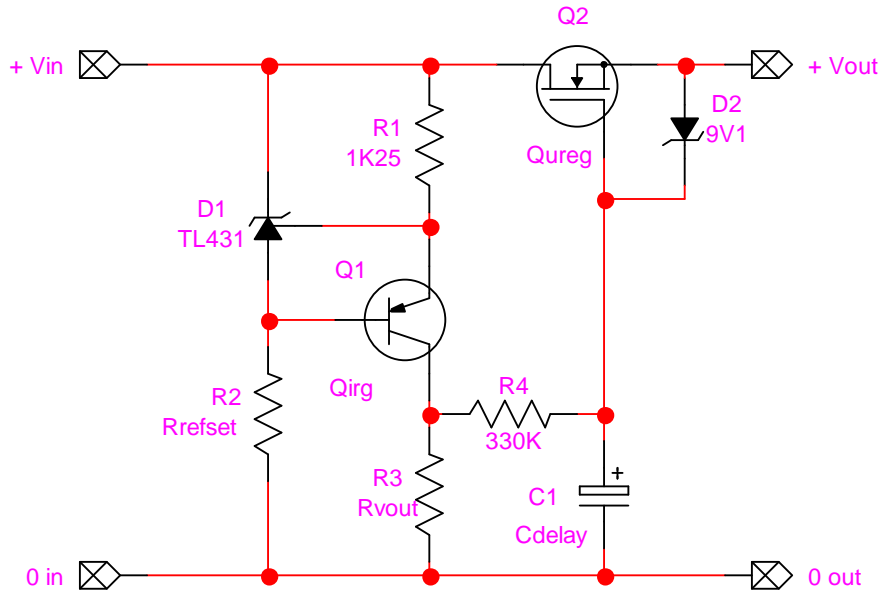 Q2
+ Vin
+ Vout
R1
1K25
Qureg
D2
9V1
D1
TL431
Q1
R2
Rrefset
Qirg
R4
330K
R3
Rvout
C1
+
Cdelay
0 in
0 out